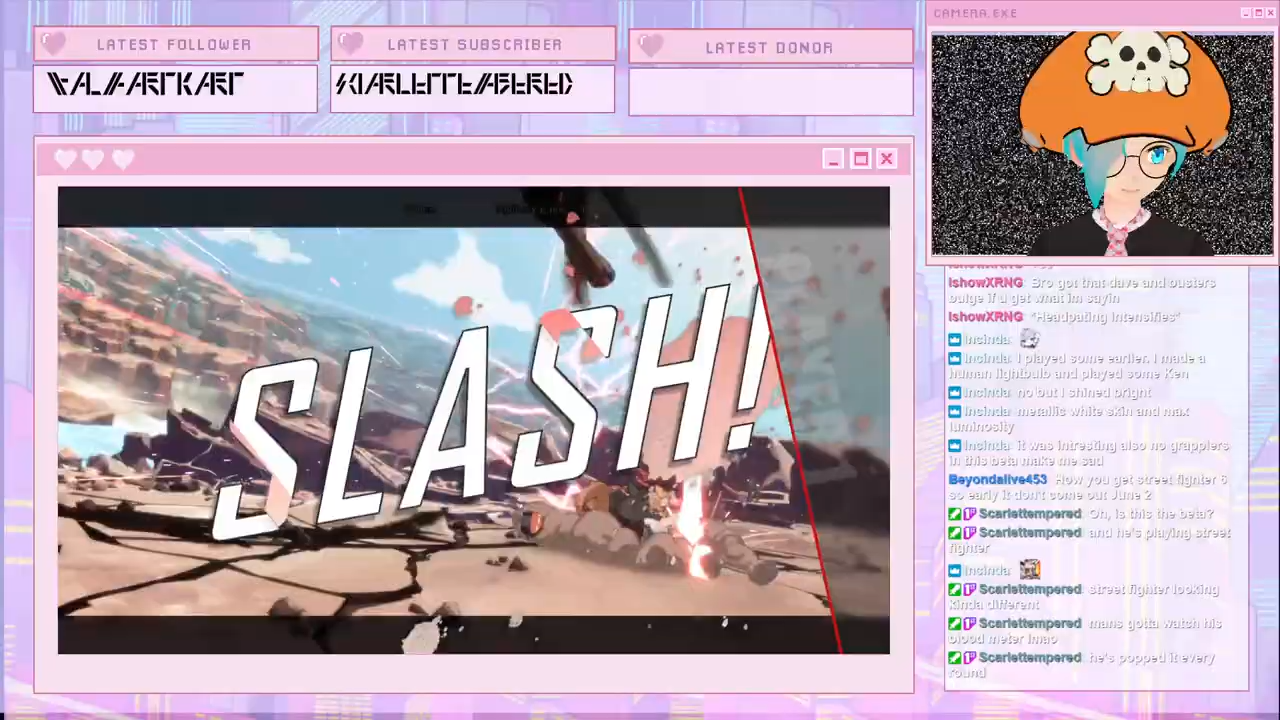 CAMERA.EXE
LATEST FOLLOWER
LATEST SUBSCRIBER
LATEST DONOR
SCARLETTEMPERED
SLASH!
IshowXRNG Bro got that dave and busters
bulge if u get what im sayin
IshowXRNG *Headpating Intensifies*
Incinda
Incinda I played some earlier. I made a
human lightbulb and played some Ken
Incinda no but I shined bright
Incinda metallic white skin and max
luminosity
Incinda it was intresting also no grapplers
in this beta make me sad
Beyondalive453 How you get street fighter 6
so early it don't come out June 2
Scarlettempered Oh, is this the beta?
Scarlettempered and he's playing street
fighter
Incinda
Scarlettempered street fighter looking
kinda different
Scarlettempered mans gotta watch his
blood meter lmao
Scarlettempered he's popped it every
round